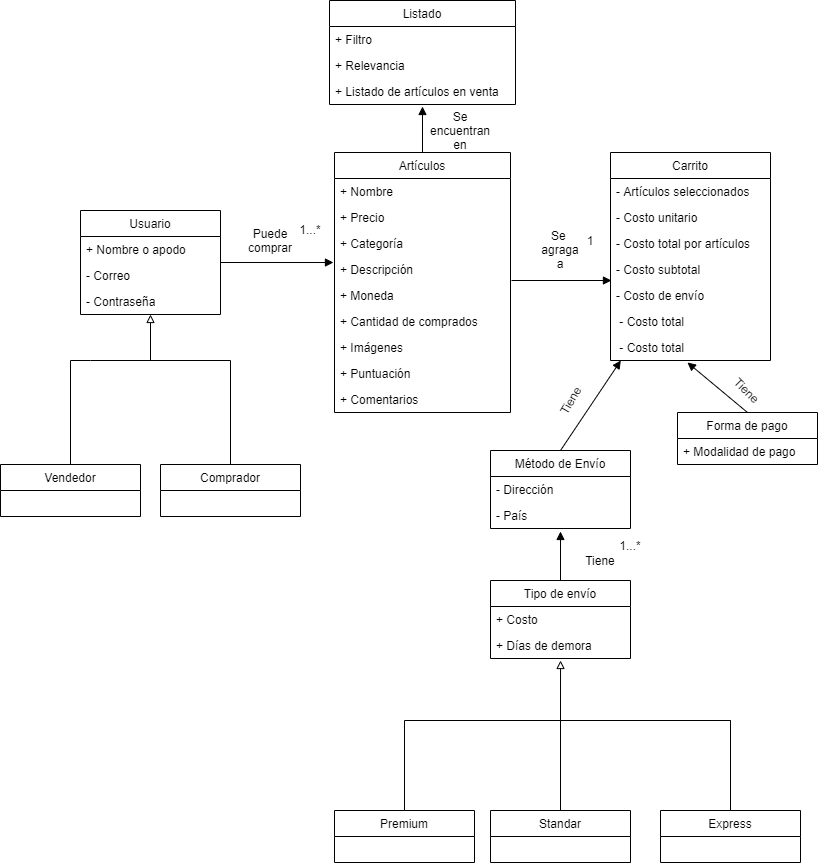 Listado
+ Filtro
+ Relevancia
+ Listado de artículos en venta
Se
encuentran
en
Artículos
+ Nombre
+ Precio
+ Categoría
+ Descripción
+ Moneda
+ Cantidad de comprados
+ Imágenes
+ Puntuación
+ Comentarios
Carrito
- Artículos seleccionados
- Costo unitario
- Costo total por artículos
- Costo subtotal
- Costo de envío
- Costo total
- Costo total
Usuario
+ Nombre o apodo
- Correo
- Contraseña
Puede
comprar
1...*
Se
agraga
a
1
Tiene
Tiene
Forma de pago
+ Modalidad de pago
Método de Envío
- Dirección
- País
Vendedor
Comprador
1...*
Tiene
Tipo de envío
+ Costo
+ Días de demora
Premium
Standar
Express